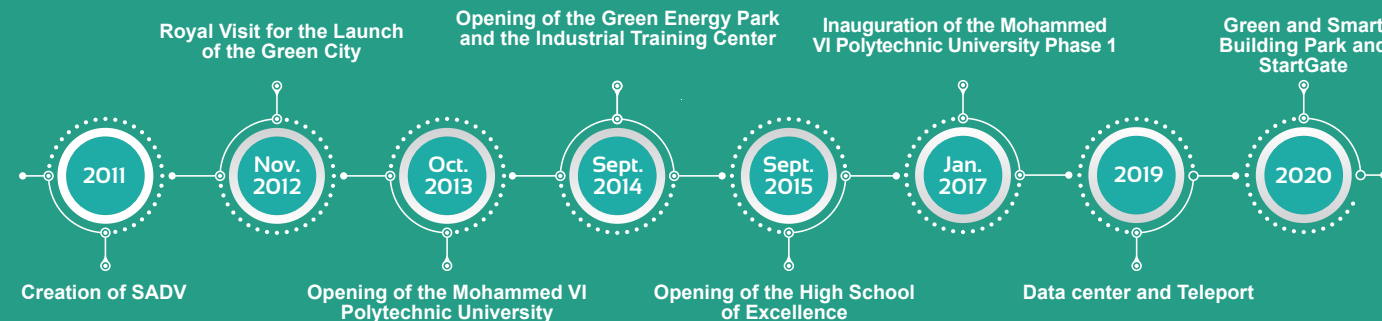 Royal Visit for the Launch
of the Green City
Opening of the Green Energy Park
and the Industrial Training Center
Inauguration of the Mohammed
VI Polytechnic University Phase 1
Green and Smart
Building Park and
StartGate
2011
Nov.
2012
Oct.
2013
Sept.
2014
Sept.
2015
Jan.
2017
2019
2020
Creation of SADV
Opening of the Mohammed VI
Polytechnic University
Opening of the High School
of Excellence
Data center and Teleport